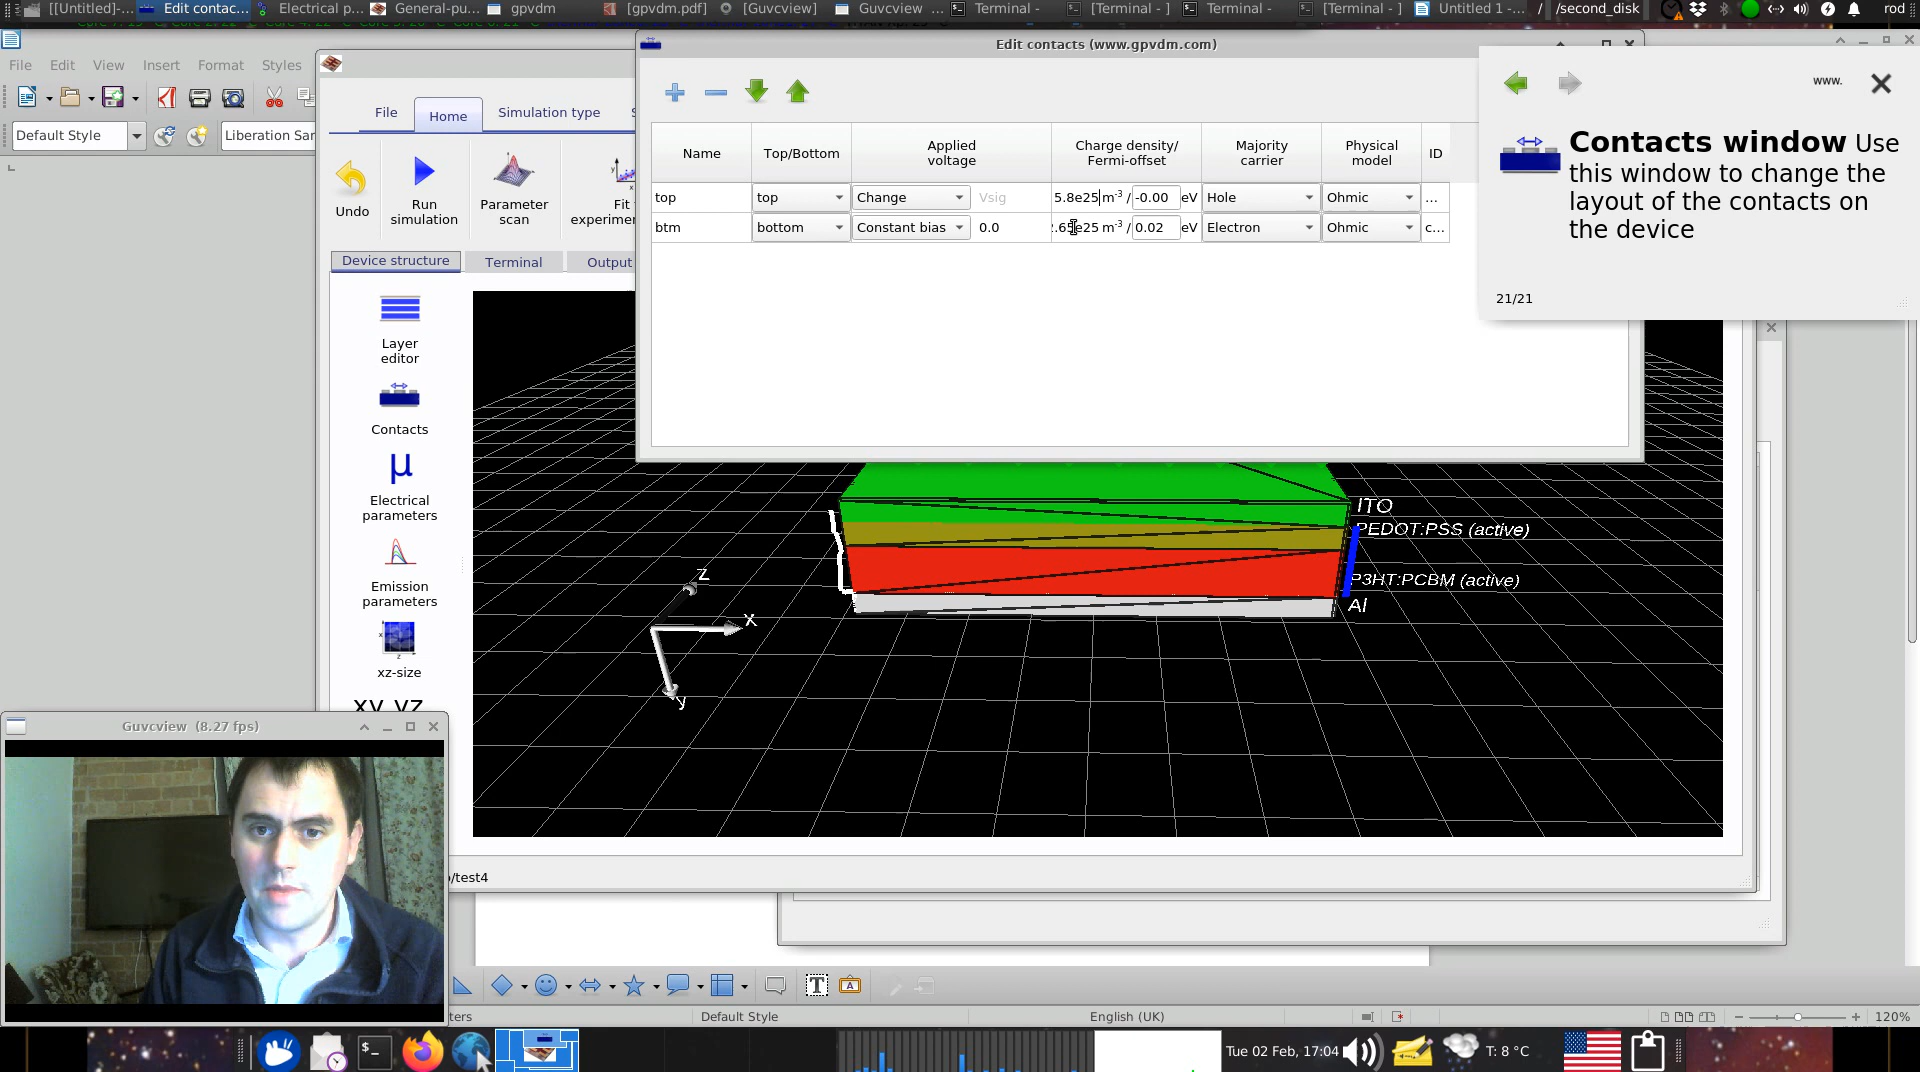 [[Untitled]-...
Edit contac...
Electrical p...
General-pu...
gpvdm
[gpvdm.pdf]
[Guvcview]
Guvcview ...
Terminal -
[Terminal - ]
Terminal -
[Terminal - ]
Untitled 1 -...
/
/second_disk
rod
File Edit View Insert Format Styles
Default Style
Liberation Sar
File Home Simulation type
Undo
Run simulation
Parameter scan
Fit
experimen
Device structure Terminal Output
Layer
editor
Contacts
μ
Electrical
parameters
Emission
parameters
xz-size
Edit contacts (www.gpvdm.com)
Name
Top/Bottom
Applied
voltage
Charge density/
Fermi-offset
Majority
carrier
Physical
model
ID
top top Change Vsig 5.8e25 m⁻³ / -0.00 eV Hole Ohmic ...
btm bottom Constant bias 0.0 .65e25 m⁻³ / 0.02 eV Electron Ohmic c...
www.
Contacts window Use
this window to change the
layout of the contacts on
the device
21/21
ITO
PEDOT:PSS (active)
P3HT:PCBM (active)
Al
z
x
y
Guvcview (8.27 fps)
/test4
ters
Default Style
English (UK)
120%
Tue 02 Feb, 17:04
T: 8 °C